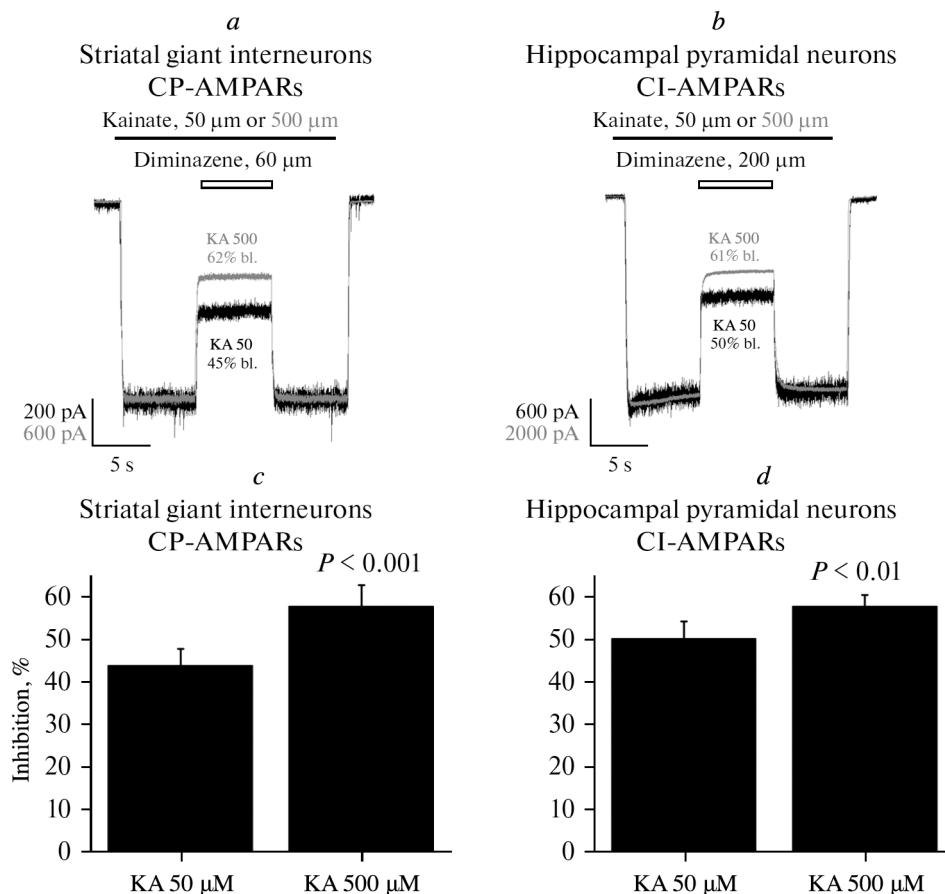 a
Striatal giant interneurons
CP-AMPARs
Kainate, 50 μm or 500 μm
Diminazene, 60 μm
KA 500
62% bl.
KA 50
45% bl.
200 pA
600 pA
5 s
b
Hippocampal pyramidal neurons
CI-AMPARs
Kainate, 50 μm or 500 μm
Diminazene, 200 μm
KA 500
61% bl.
KA 50
50% bl.
600 pA
2000 pA
5 s
c
Striatal giant interneurons
CP-AMPARs
P < 0.001
Inhibition, %
60
50
40
30
20
10
0
KA 50 μM
KA 500 μM
d
Hippocampal pyramidal neurons
CI-AMPARs
P < 0.01
60
50
40
30
20
10
0
KA 50 μM
KA 500 μM